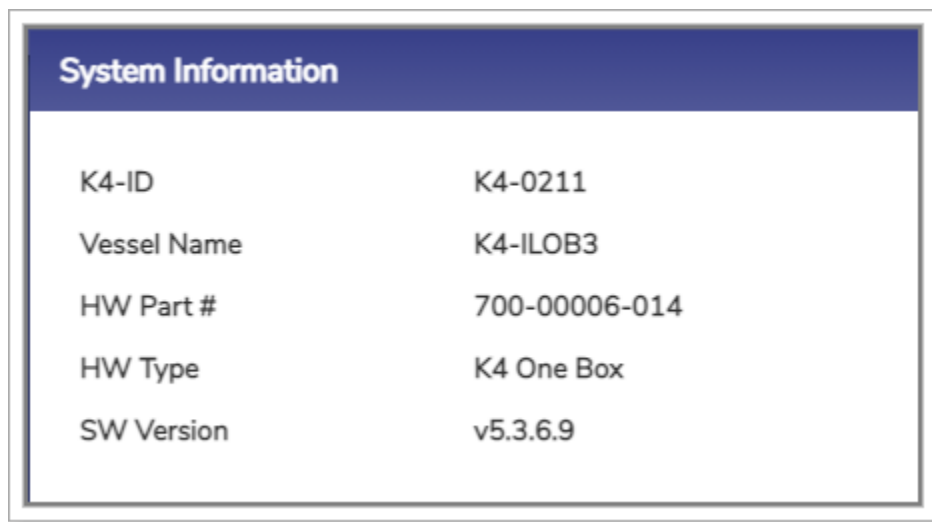 System Information
K4-ID K4-0211
Vessel Name K4-ILOB3
HW Part # 700-00006-014
HW Type K4 One Box
SW Version v5.3.6.9